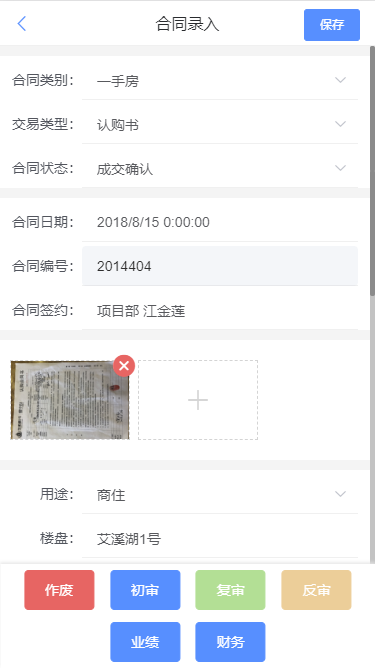 合同录入 保存
合同类别： 一手房
交易类型： 认购书
合同状态： 成交确认
合同日期： 2018/8/15 0:00:00
合同编号： 2014404
合同签约： 项目部 江金莲
用途： 商住
楼盘： 艾溪湖1号
作废 初审 复审 反审
业绩 财务